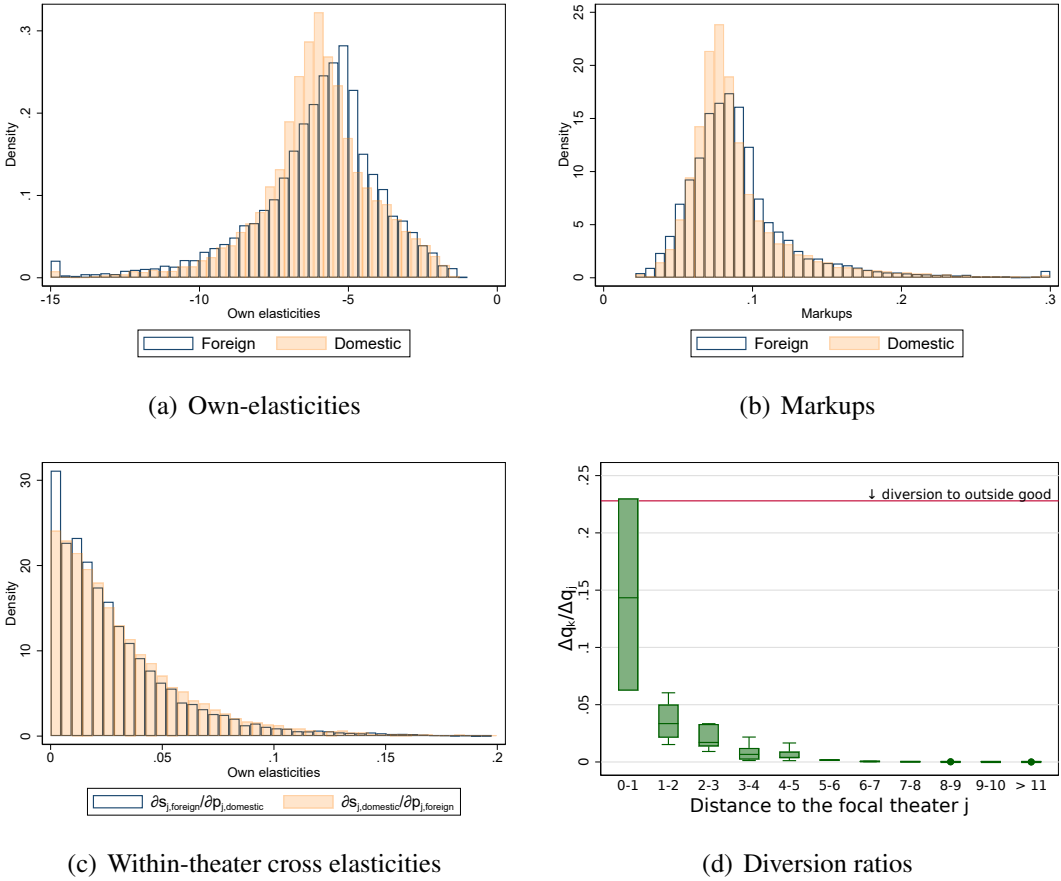 Density
.3
.2
.1
0
-15
-10
-5
0
Own elasticities
Foreign
Domestic
(a) Own-elasticities
Density
25
20
15
10
5
0
0
.1
.2
.3
Markups
Foreign
Domestic
(b) Markups
Density
30
20
10
0
0
.05
.1
.15
.2
Own elasticities
∂s_{j,foreign}/∂p_{j,domestic}
∂s_{j,domestic}/∂p_{j,foreign}
(c) Within-theater cross elasticities
Δq_k/Δq_j
.25
.2
.15
.1
.05
0
↓ diversion to outside good
0-1 1-2 2-3 3-4 4-5 5-6 6-7 7-8 8-9 9-10 > 11
Distance to the focal theater j
(d) Diversion ratios